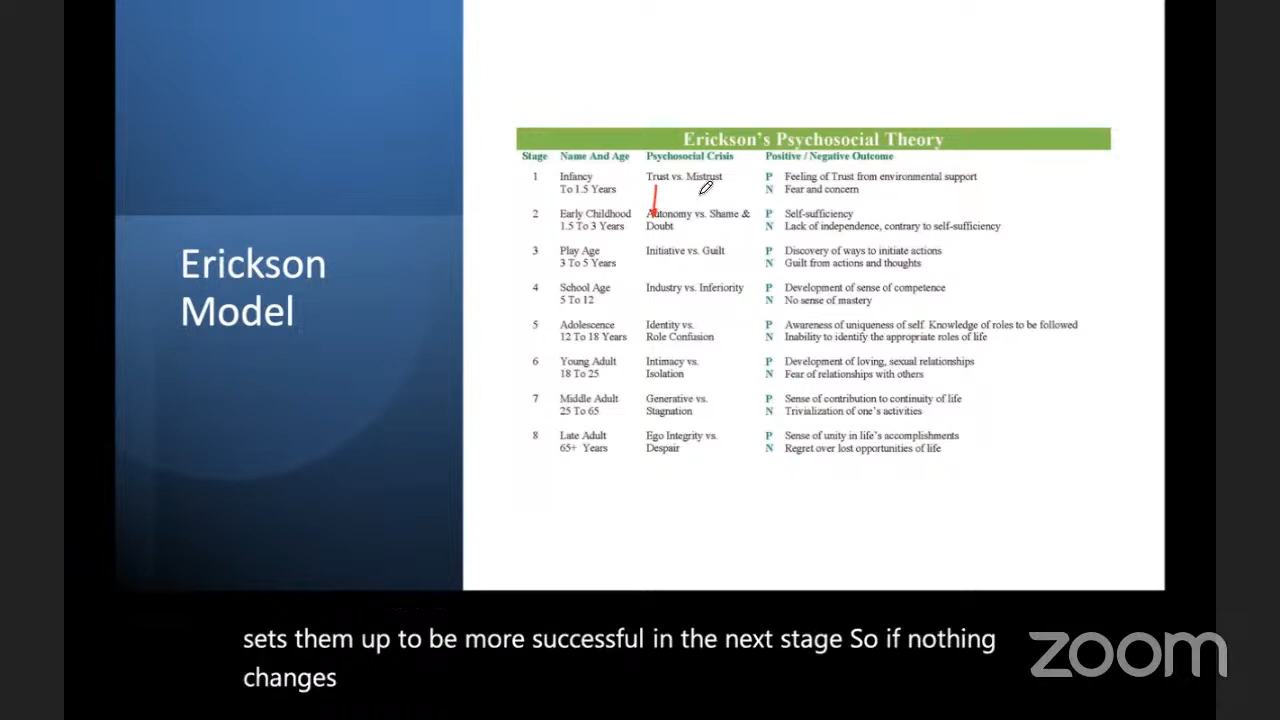 Erickson
Model
Erickson's Psychosocial Theory
Stage Name And Age Psychosocial Crisis Positive / Negative Outcome
1 Infancy Trust vs. Mistrust P Feeling of Trust from environmental support
To 1.5 Years N Fear and concern
2 Early Childhood Autonomy vs. Shame & P Self-sufficiency
1.5 To 3 Years Doubt N Lack of independence, contrary to self-sufficiency
3 Play Age Initiative vs. Guilt P Discovery of ways to initiate actions
3 To 5 Years N Guilt from actions and thoughts
4 School Age Industry vs. Inferiority P Development of sense of competence
5 To 12 N No sense of mastery
5 Adolescence Identity vs. P Awareness of uniqueness of self. Knowledge of roles to be followed
12 To 18 Years Role Confusion N Inability to identify the appropriate roles of life
6 Young Adult Intimacy vs. P Development of loving, sexual relationships
18 To 25 Isolation N Fear of relationships with others
7 Middle Adult Generative vs. P Sense of contribution to continuity of life
25 To 65 Stagnation N Trivialization of one's activities
8 Late Adult Ego Integrity vs. P Sense of unity in life's accomplishments
65+ Years Despair N Regret over lost opportunities of life
sets them up to be more successful in the next stage So if nothing
changes
zoom